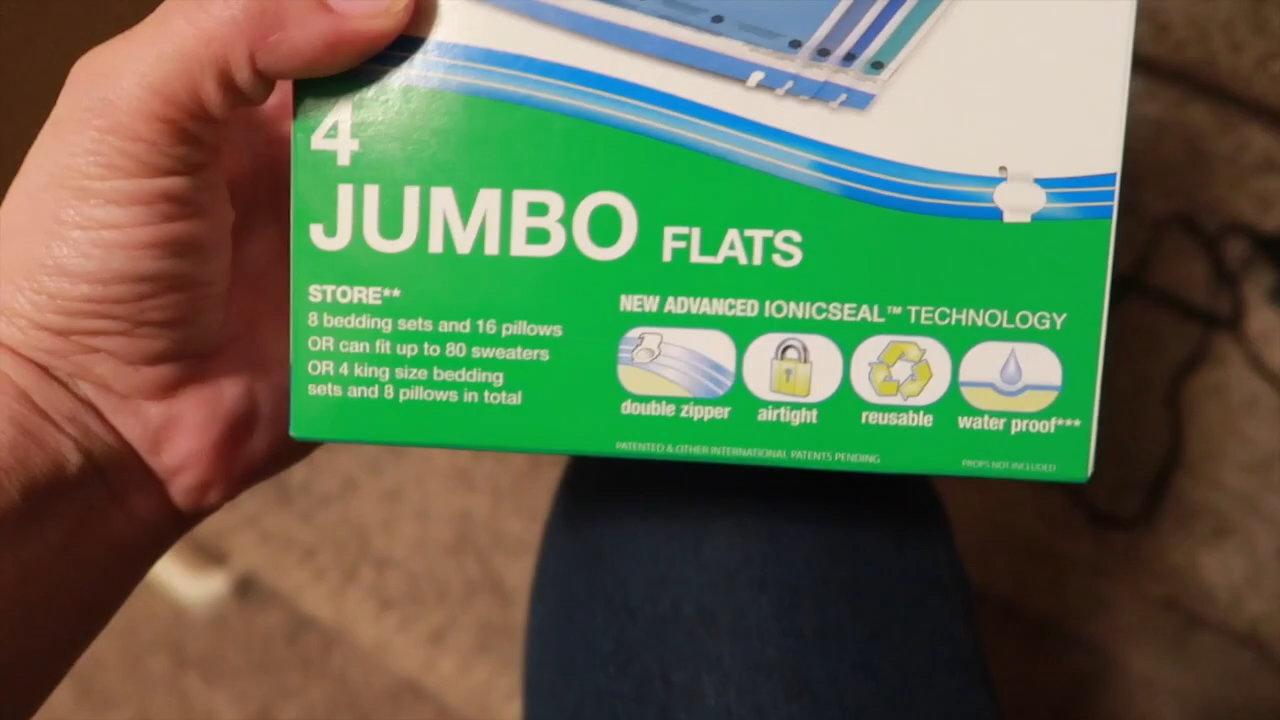 4
JUMBO FLATS
STORE**
8 bedding sets and 16 pillows
OR can fit up to 80 sweaters
OR 4 king size bedding
sets and 8 pillows in total
NEW ADVANCED IONICSEAL™ TECHNOLOGY
double zipper airtight reusable water proof***
PATENTED & OTHER INTERNATIONAL PATENTS PENDING
PROPS NOT INCLUDED